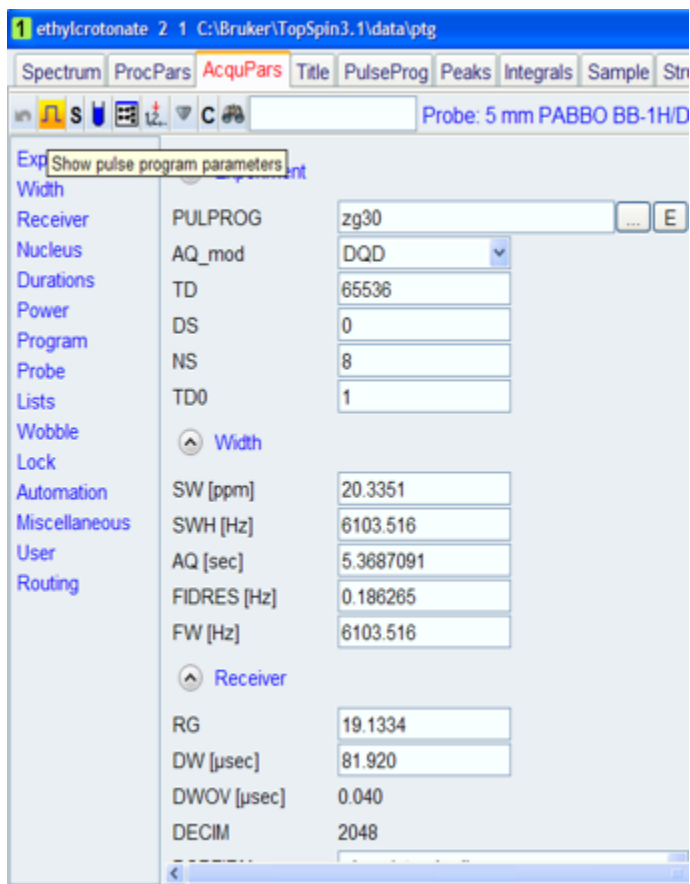 1 ethylcrotonate 2 1 C:\Bruker\TopSpin3.1\data\ptg
Spectrum ProcPars AcquPars Title PulseProg Peaks Integrals Sample
S C Probe: 5 mm PABBO BB-1H/D
Show pulse program parameters
Width
Receiver
Nucleus
Durations
Power
Program
Probe
Lists
Wobble
Lock
Automation
Miscellaneous
User
Routing
PULPROG zg30 ... E
AQ_mod DQD
TD 65536
DS 0
NS 8
TD0 1
Width
SW [ppm] 20.3351
SWH [Hz] 6103.516
AQ [sec] 5.3687091
FIDRES [Hz] 0.186265
FW [Hz] 6103.516
Receiver
RG 19.1334
DW [µsec] 81.920
DWOV [µsec] 0.040
DECIM 2048